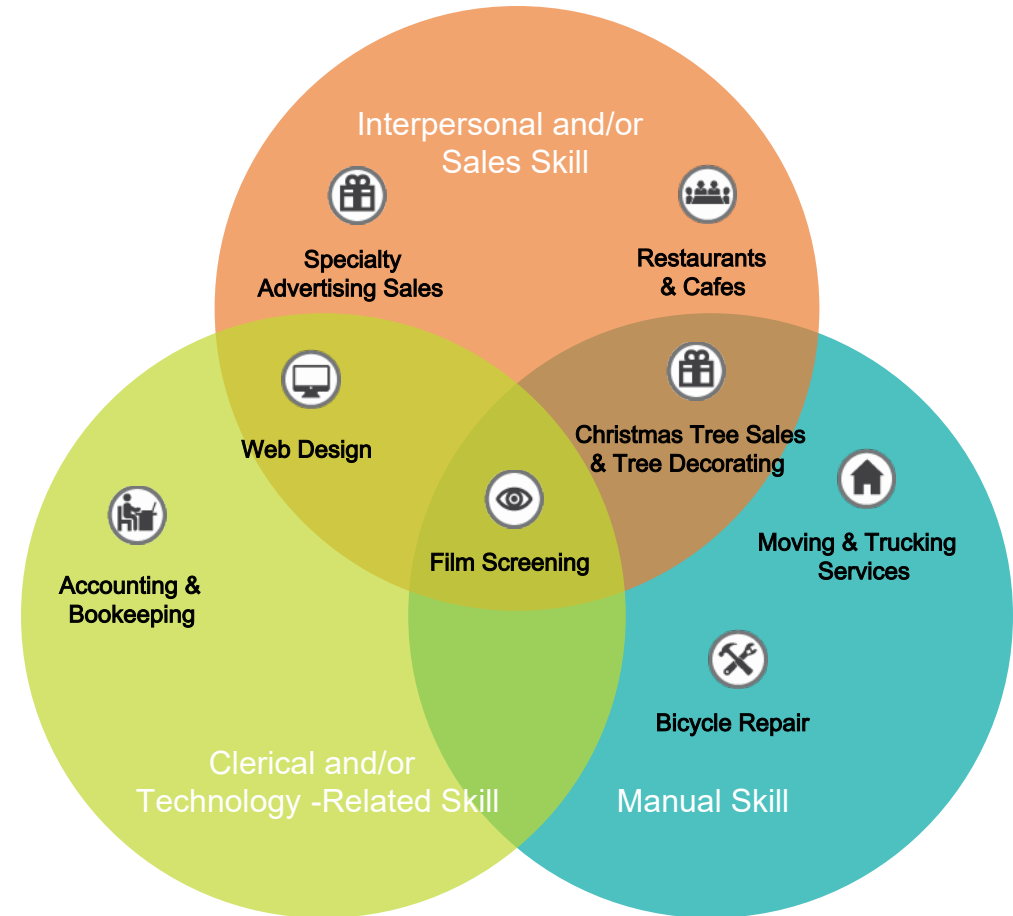 Interpersonal and/or
Sales Skill
Specialty
Advertising Sales
Restaurants
& Cafes
Web Design
Christmas Tree Sales
& Tree Decorating
Film Screening
Accounting &
Bookeeping
Moving & Trucking
Services
Bicycle Repair
Clerical and/or
Technology -Related Skill
Manual Skill